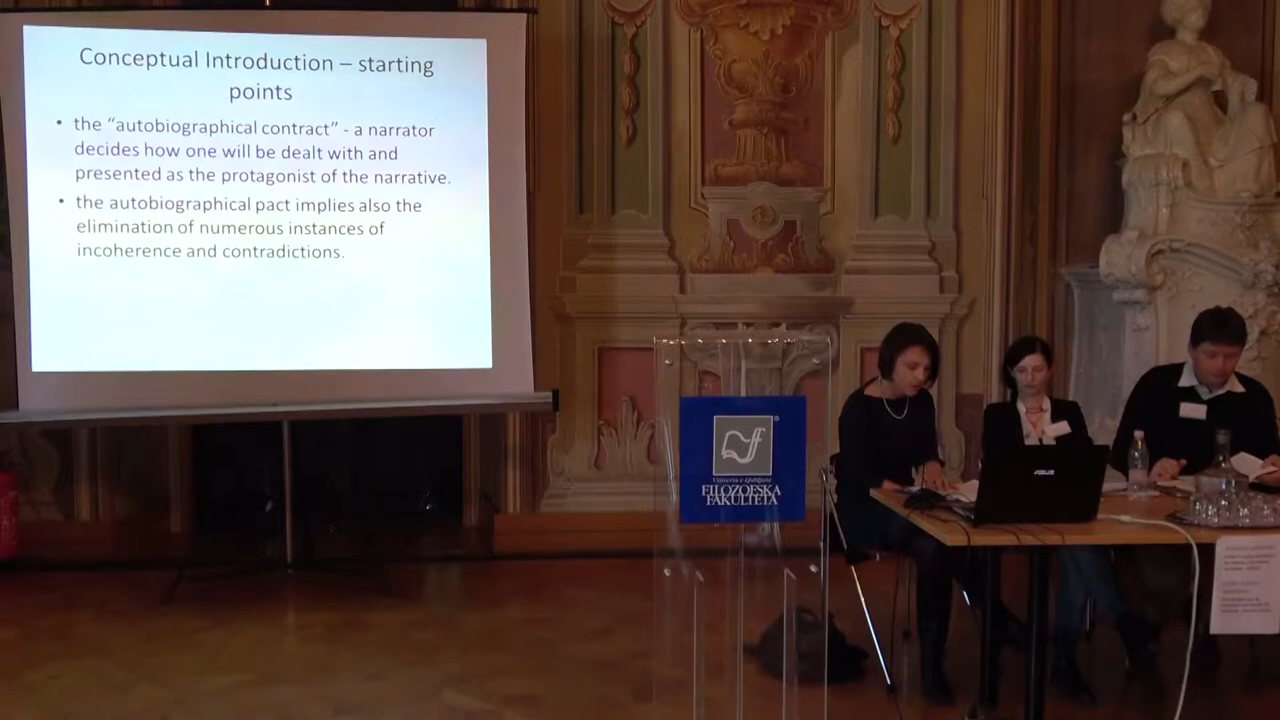 Conceptual Introduction – starting
points
• the “autobiographical contract” - a narrator
decides how one will be dealt with and
presented as the protagonist of the narrative.
• the autobiographical pact implies also the
elimination of numerous instances of
incoherence and contradictions.
Univerza v Ljubljani
FILOZOFSKA
FAKULTETA
ASUS